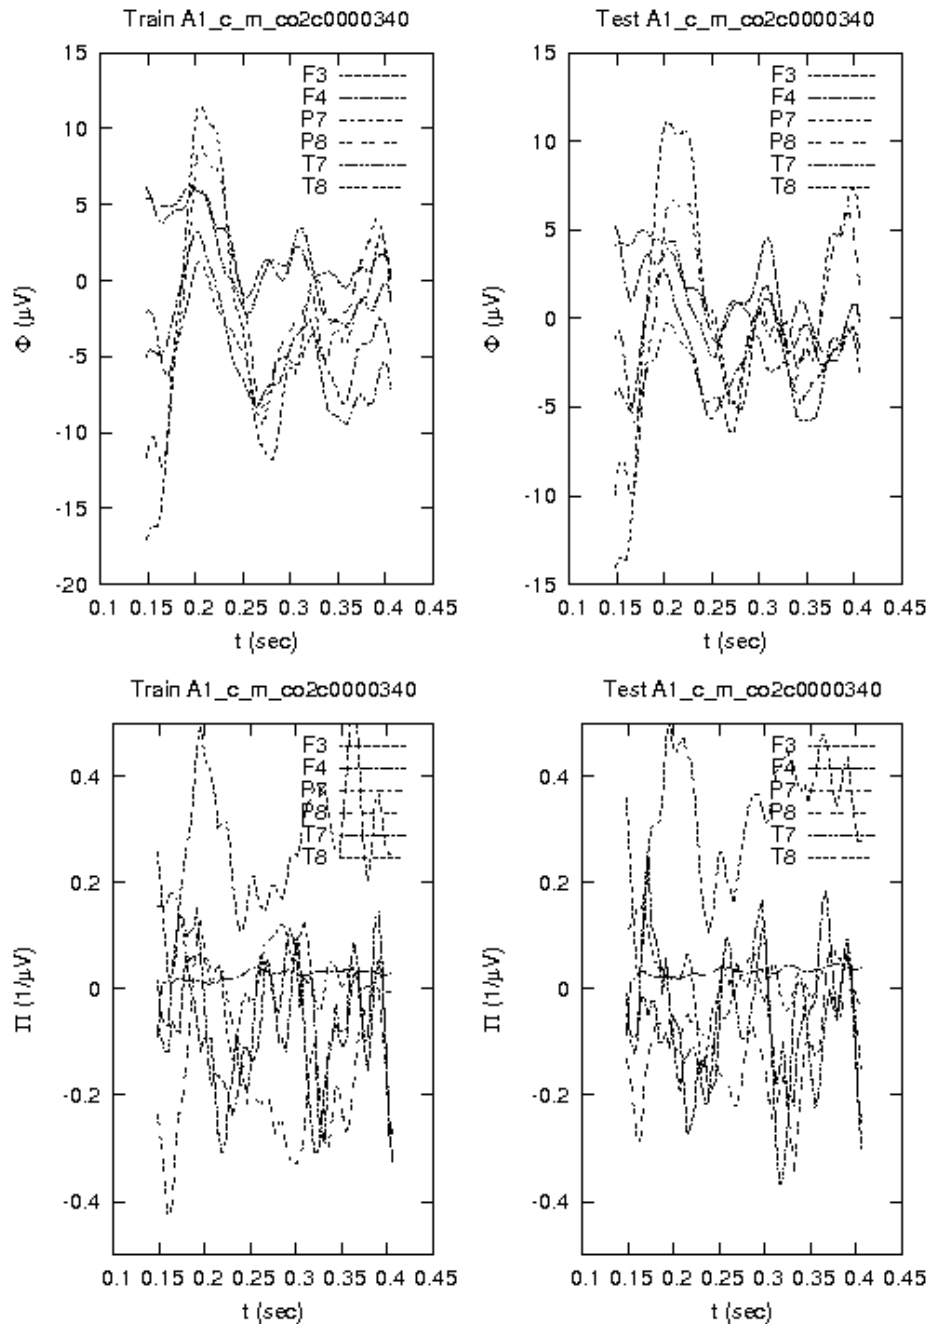 Train A1_c_m_co2c0000340
15
10
5
0
-5
-10
-15
-20
Φ (μV)
F3
F4
P7
P8
T7
T8
0.1 0.15 0.2 0.25 0.3 0.35 0.4 0.45
t (sec)
Test A1_c_m_co2c0000340
15
10
5
0
-5
-10
-15
Φ (μV)
F3
F4
P7
P8
T7
T8
0.1 0.15 0.2 0.25 0.3 0.35 0.4 0.45
t (sec)
Train A1_c_m_co2c0000340
0.4
0.2
0
-0.2
-0.4
Π (1/μV)
F3
F4
P7
P8
T7
T8
0.1 0.15 0.2 0.25 0.3 0.35 0.4 0.45
t (sec)
Test A1_c_m_co2c0000340
0.4
0.2
0
-0.2
-0.4
Π (1/μV)
F3
F4
P7
P8
T7
T8
0.1 0.15 0.2 0.25 0.3 0.35 0.4 0.45
t (sec)